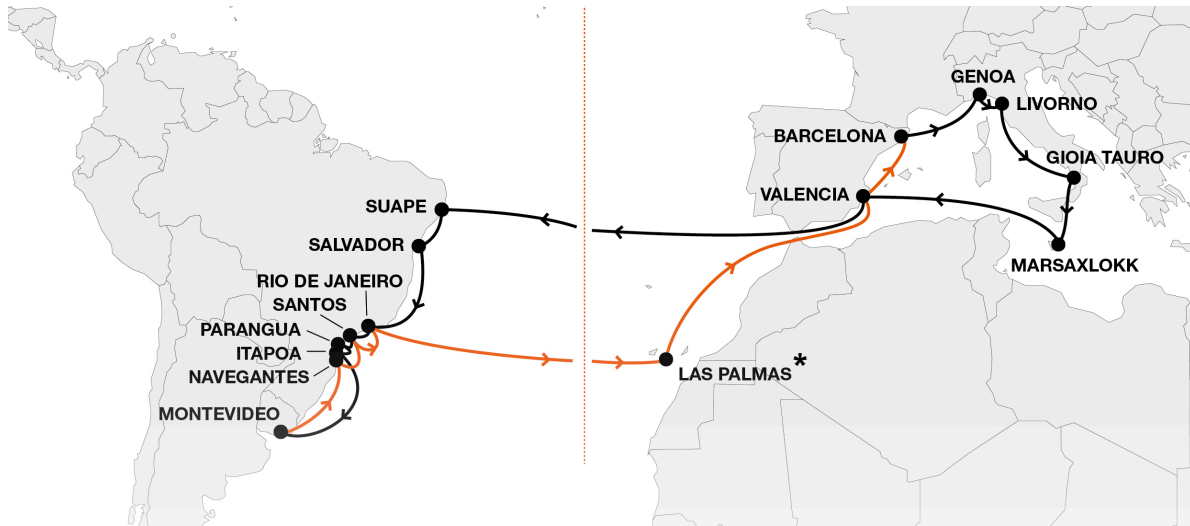 GENOA
LIVORNO
BARCELONA
GIOIA TAURO
VALENCIA
SUAPE
SALVADOR
MARSAXLOKK
RIO DE JANEIRO
SANTOS
PARANGUA
ITAPOA
NAVEGANTES
LAS PALMAS*
MONTEVIDEO